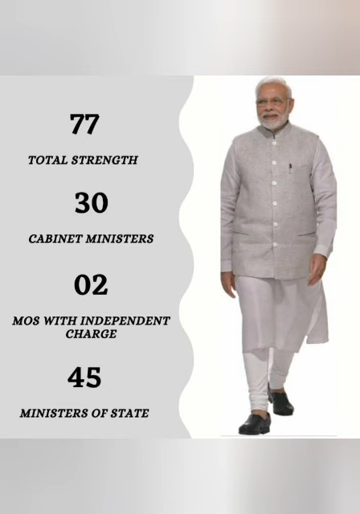 77
TOTAL STRENGTH
30
CABINET MINISTERS
02
MOS WITH INDEPENDENT
CHARGE
45
MINISTERS OF STATE